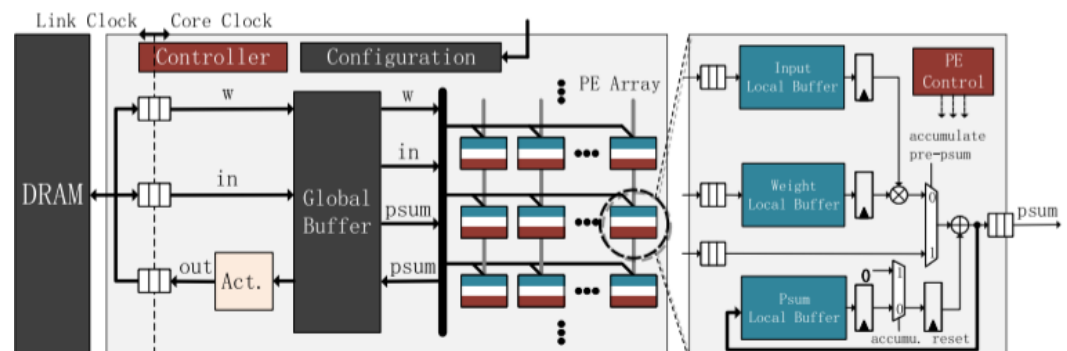 Link Clock
Core Clock
Controller
Configuration
DRAM
w
in
out
Act.
Global
Buffer
w
in
psum
psum
PE Array
Input
Local Buffer
PE
Control
accumulate
pre-psum
Weight
Local Buffer
0
1
psum
0
1
0
Psum
Local Buffer
accumu. reset